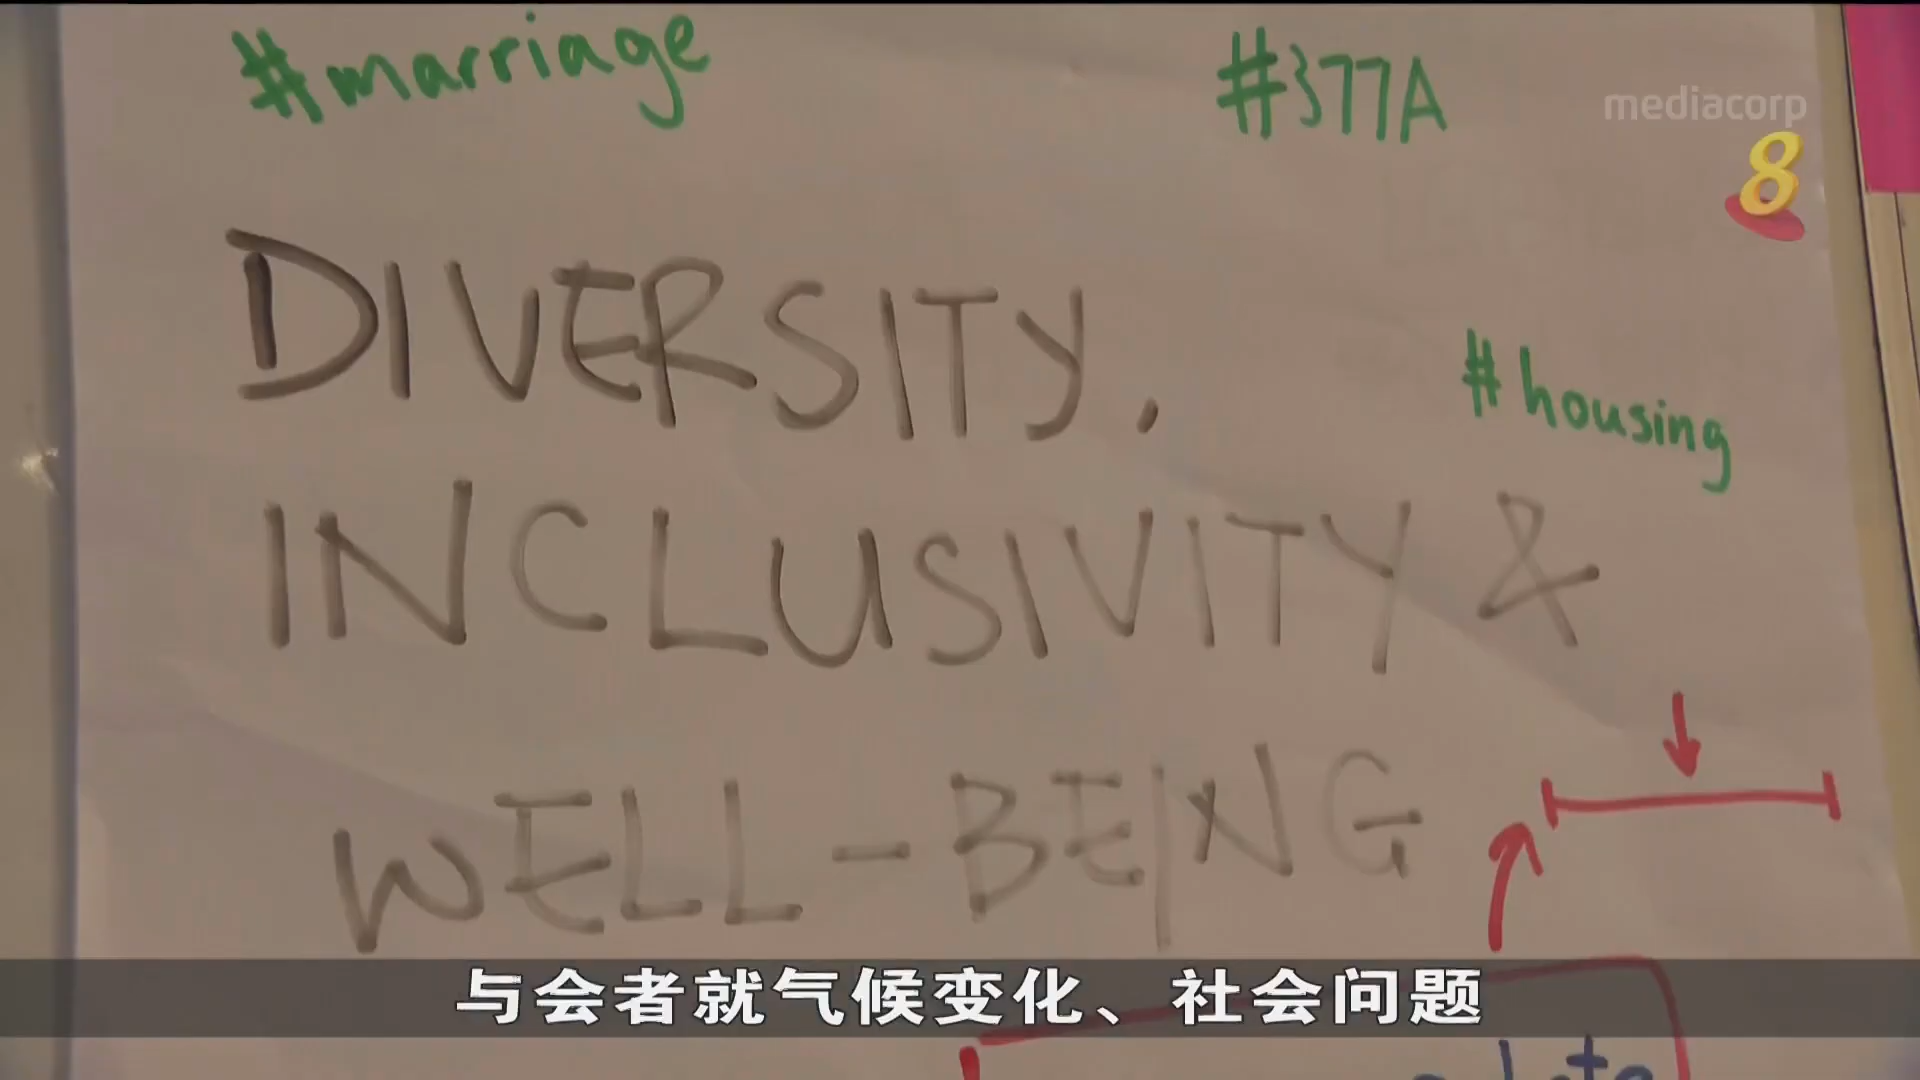 #marriage
#377A
mediacorp
8
DIVERSITY,
#housing
INCLUSIVITY &
WELL-BEING
与会者就气候变化、社会问题